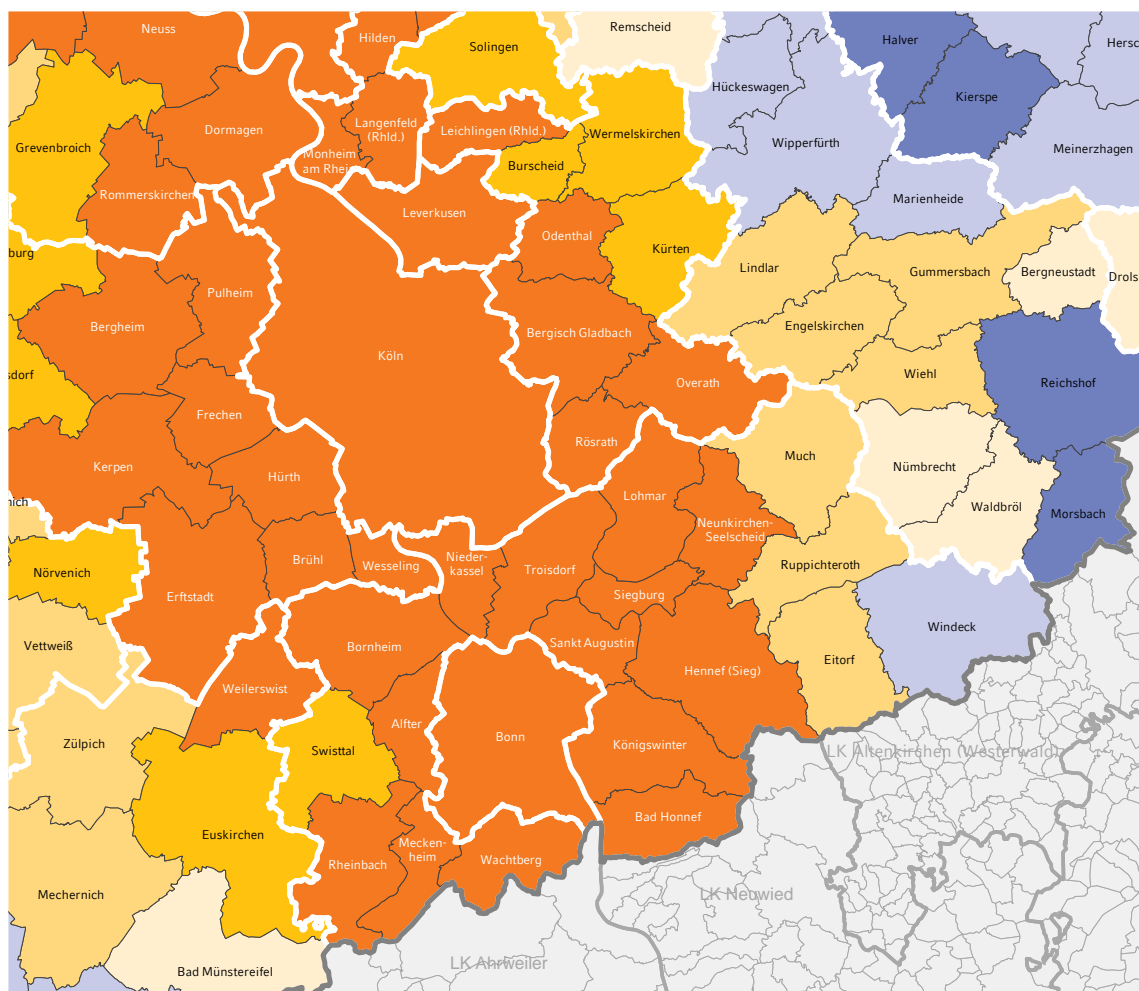 Neuss
Hilden
Solingen
Remscheid
Halver
Hersc
Hückeswagen
Kierspe
Dormagen
Langenfeld
(Rhld.)
Leichlingen (Rhld.)
Wermelskirchen
Wipperfürth
Meinerzhagen
Grevenbroich
Monheim
am Rhein
Burscheid
Rommerskirchen
Marienheide
Leverkusen
Odenthal
Kürten
burg
Lindlar
Gummersbach
Bergneustadt
Drols
Pulheim
Bergheim
Bergisch Gladbach
Engelskirchen
Köln
sdorf
Overath
Wiehl
Reichshof
Frechen
Rösrath
Kerpen
Hürth
Much
Nümbrecht
Lohmar
nich
Waldbröl
Morsbach
Neunkirchen-
Seelscheid
Nörvenich
Brühl
Wesseling
Nieder-
kassel
Troisdorf
Ruppichteroth
Erftstadt
Siegburg
Windeck
Vettweiß
Bornheim
Sankt Augustin
Eitorf
Hennef (Sieg)
Weilerswist
Alfter
Zülpich
Swisttal
Bonn
Königswinter
LK Altenkirchen (Westerwald)
Bad Honnef
Euskirchen
Rheinbach
Mecken-
heim
Wachtberg
Mechernich
LK Neuwied
Bad Münstereifel
LK Ahrweiler